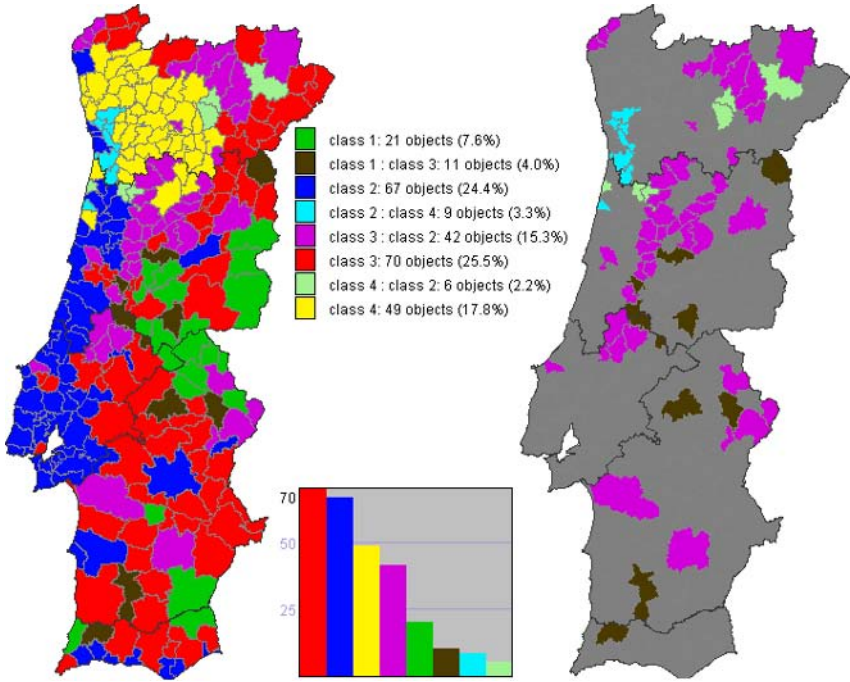 class 1: 21 objects (7.6%)
class 1 : class 3: 11 objects (4.0%)
class 2: 67 objects (24.4%)
class 2 : class 4: 9 objects (3.3%)
class 3 : class 2: 42 objects (15.3%)
class 3: 70 objects (25.5%)
class 4 : class 2: 6 objects (2.2%)
class 4: 49 objects (17.8%)
70
50
25